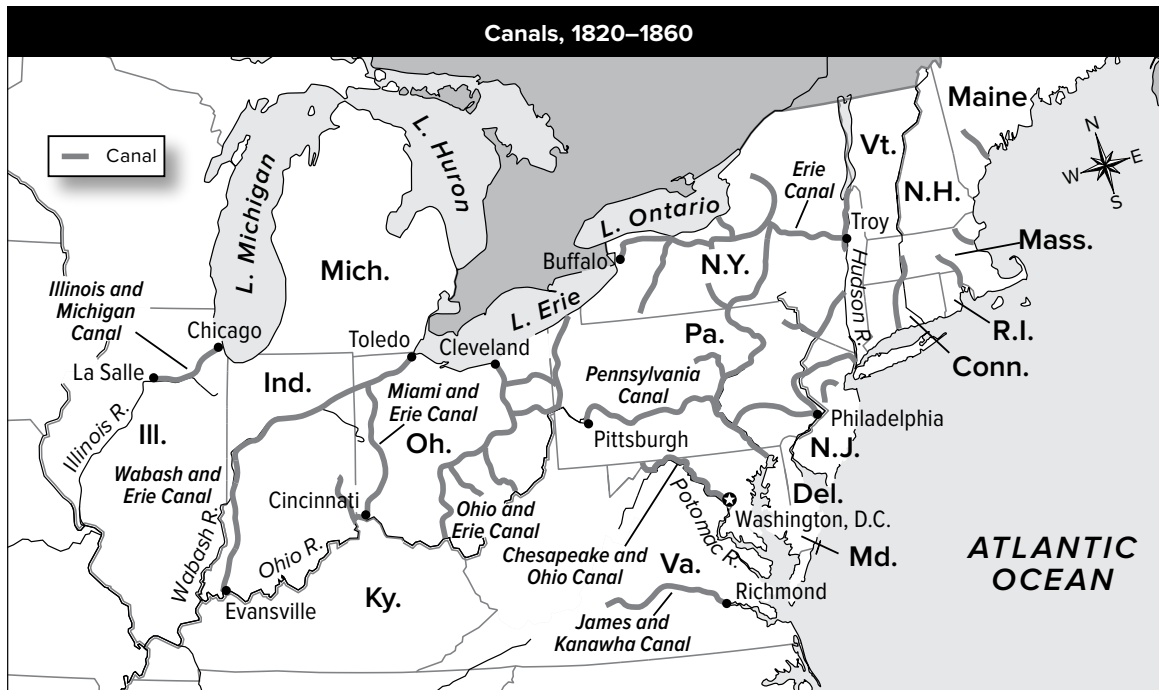 Canals, 1820–1860
Canal
L. Michigan
L. Huron
L. Ontario
L. Erie
Maine
Vt.
N.H.
Mass.
R.I.
Conn.
N
E
S
W
Erie
Canal
Troy
Hudson R.
Buffalo
N.Y.
Mich.
Illinois and
Michigan
Canal
Chicago
La Salle
Illinois R.
Ill.
Toledo
Cleveland
Ind.
Miami and
Erie Canal
Oh.
Pa.
Pennsylvania
Canal
Pittsburgh
Philadelphia
N.J.
Del.
Wabash and
Erie Canal
Wabash R.
Cincinnati
Ohio R.
Evansville
Ky.
Ohio and
Erie Canal
Chesapeake and
Ohio Canal
Potomac R.
Washington, D.C.
Md.
Va.
Richmond
James and
Kanawha Canal
ATLANTIC
OCEAN